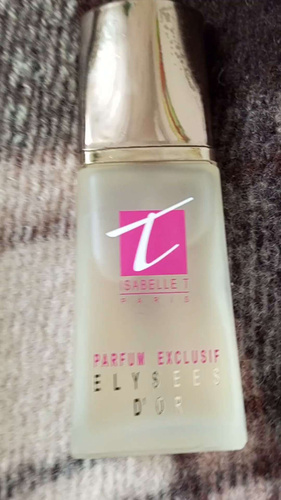 T
ISABELLE T
PARIS
PARFUM EXCLUSIF
ELYSEES
D'OR